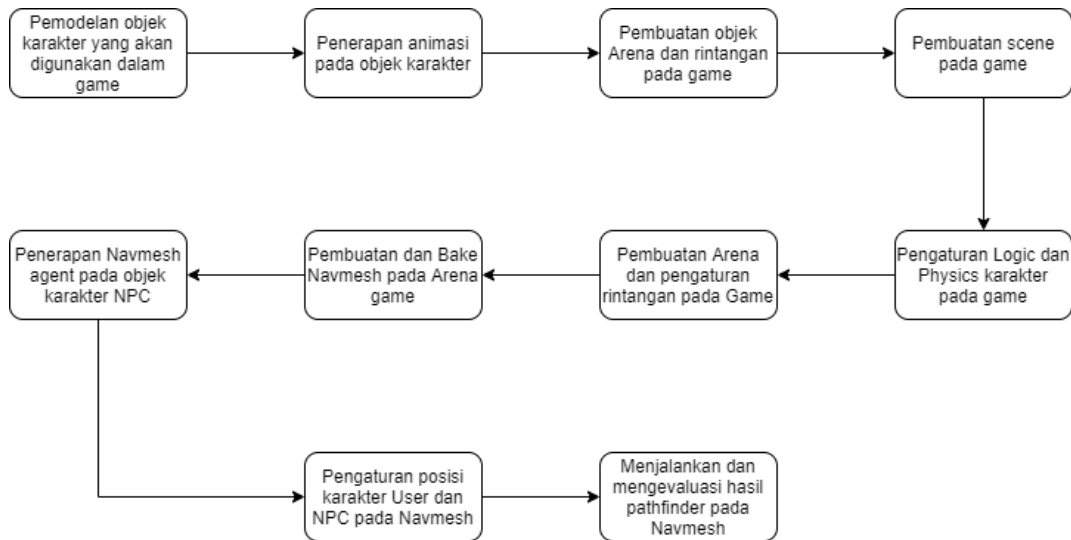 Pemodelan objek
karakter yang akan
digunakan dalam
game
Penerapan animasi
pada objek karakter
Pembuatan objek
Arena dan rintangan
pada game
Pembuatan scene
pada game
Pengaturan Logic dan
Physics karakter
pada game
Pembuatan Arena
dan pengaturan
rintangan pada Game
Pembuatan dan Bake
Navmesh pada Arena
game
Penerapan Navmesh
agent pada objek
karakter NPC
Pengaturan posisi
karakter User dan
NPC pada Navmesh
Menjalankan dan
mengevaluasi hasil
pathfinder pada
Navmesh